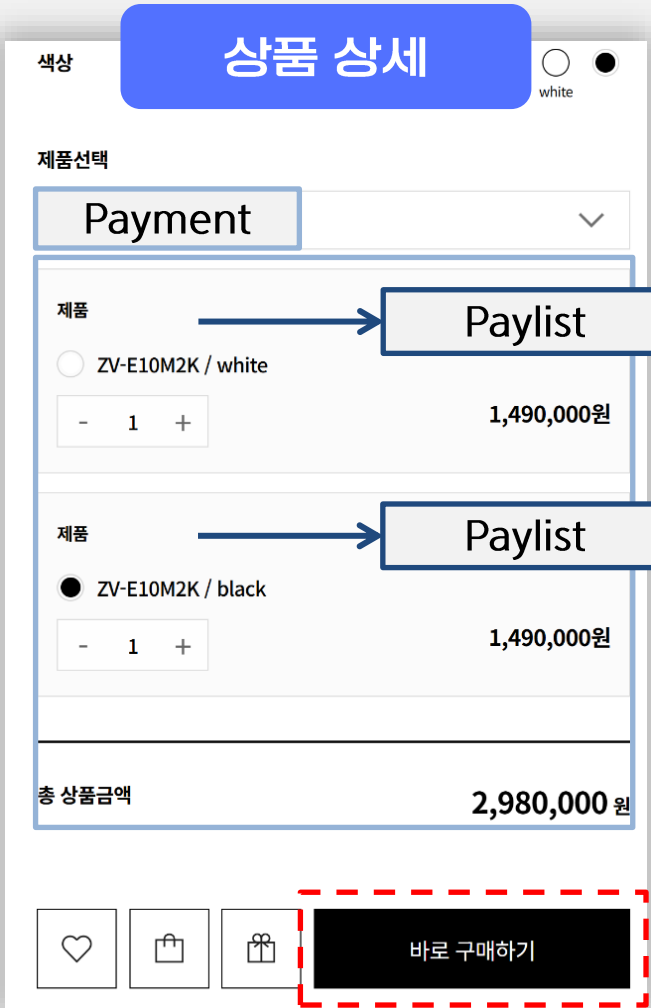 상품 상세
색상
white
제품선택
Payment
제품
Paylist
ZV-E10M2K / white
- 1 +
1,490,000원
제품
Paylist
ZV-E10M2K / black
- 1 +
1,490,000원
총 상품금액
2,980,000 원
바로 구매하기